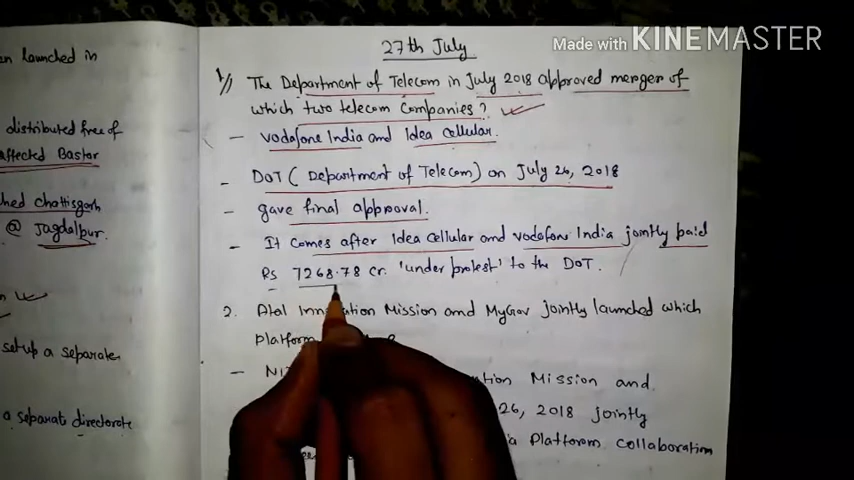 Made with KINEMASTER
en launched in
distributed free of
affected Bastar
ched chattisgarh
@ Jagdalpur.
setup a separate
a separate directorate
27th July
1)) The Department of Telecom in July 2018 approved merger of
which two telecom Companies?
- Vodafone India and Idea cellular.
- DOT ( Department of Telecom) on July 26, 2018
- gave final approval.
- It comes after Idea cellular and vodafone India jointly paid
Rs 7268.78 Cr. 'under protest' to the DOT.
2. Atal Innovation Mission and MyGov jointly launched which
Platform
- Mission and
26, 2018 jointly
Platform collaboration